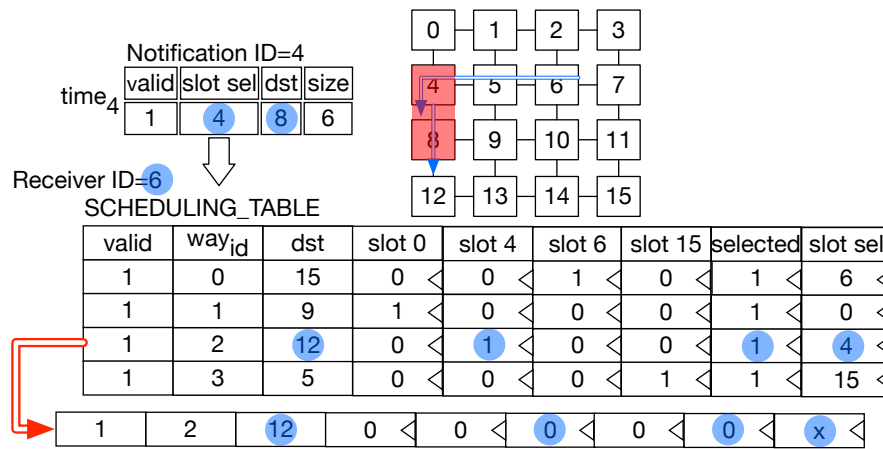 Notification ID=4
valid slot sel dst size
time4 1 4 8 6
0 1 2 3
4 5 6 7
8 9 10 11
12 13 14 15
Receiver ID=6
SCHEDULING_TABLE
valid way_id dst slot 0 slot 4 slot 6 slot 15 selected slot sel
1 0 15 0 0 1 0 1 6
1 1 9 1 0 0 0 1 0
1 2 12 0 1 0 0 1 4
1 3 5 0 0 0 1 1 15
1 2 12 0 0 0 0 0 x